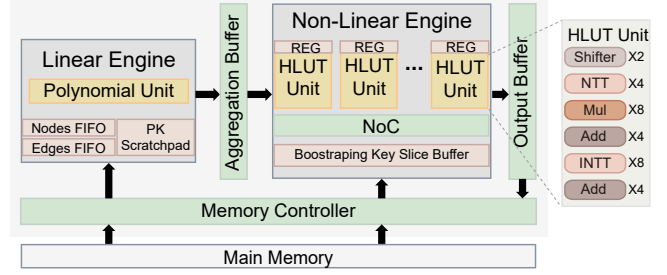 Linear Engine
Polynomial Unit
Nodes FIFO
Edges FIFO
PK
Scratchpad
Aggregation Buffer
Non-Linear Engine
REG
REG
REG
HLUT
Unit
HLUT
Unit
...
HLUT
Unit
NoC
Boostraping Key Slice Buffer
Output Buffer
Memory Controller
Main Memory
HLUT Unit
Shifter X2
NTT X4
Mul X8
Add X4
INTT X8
Add X4